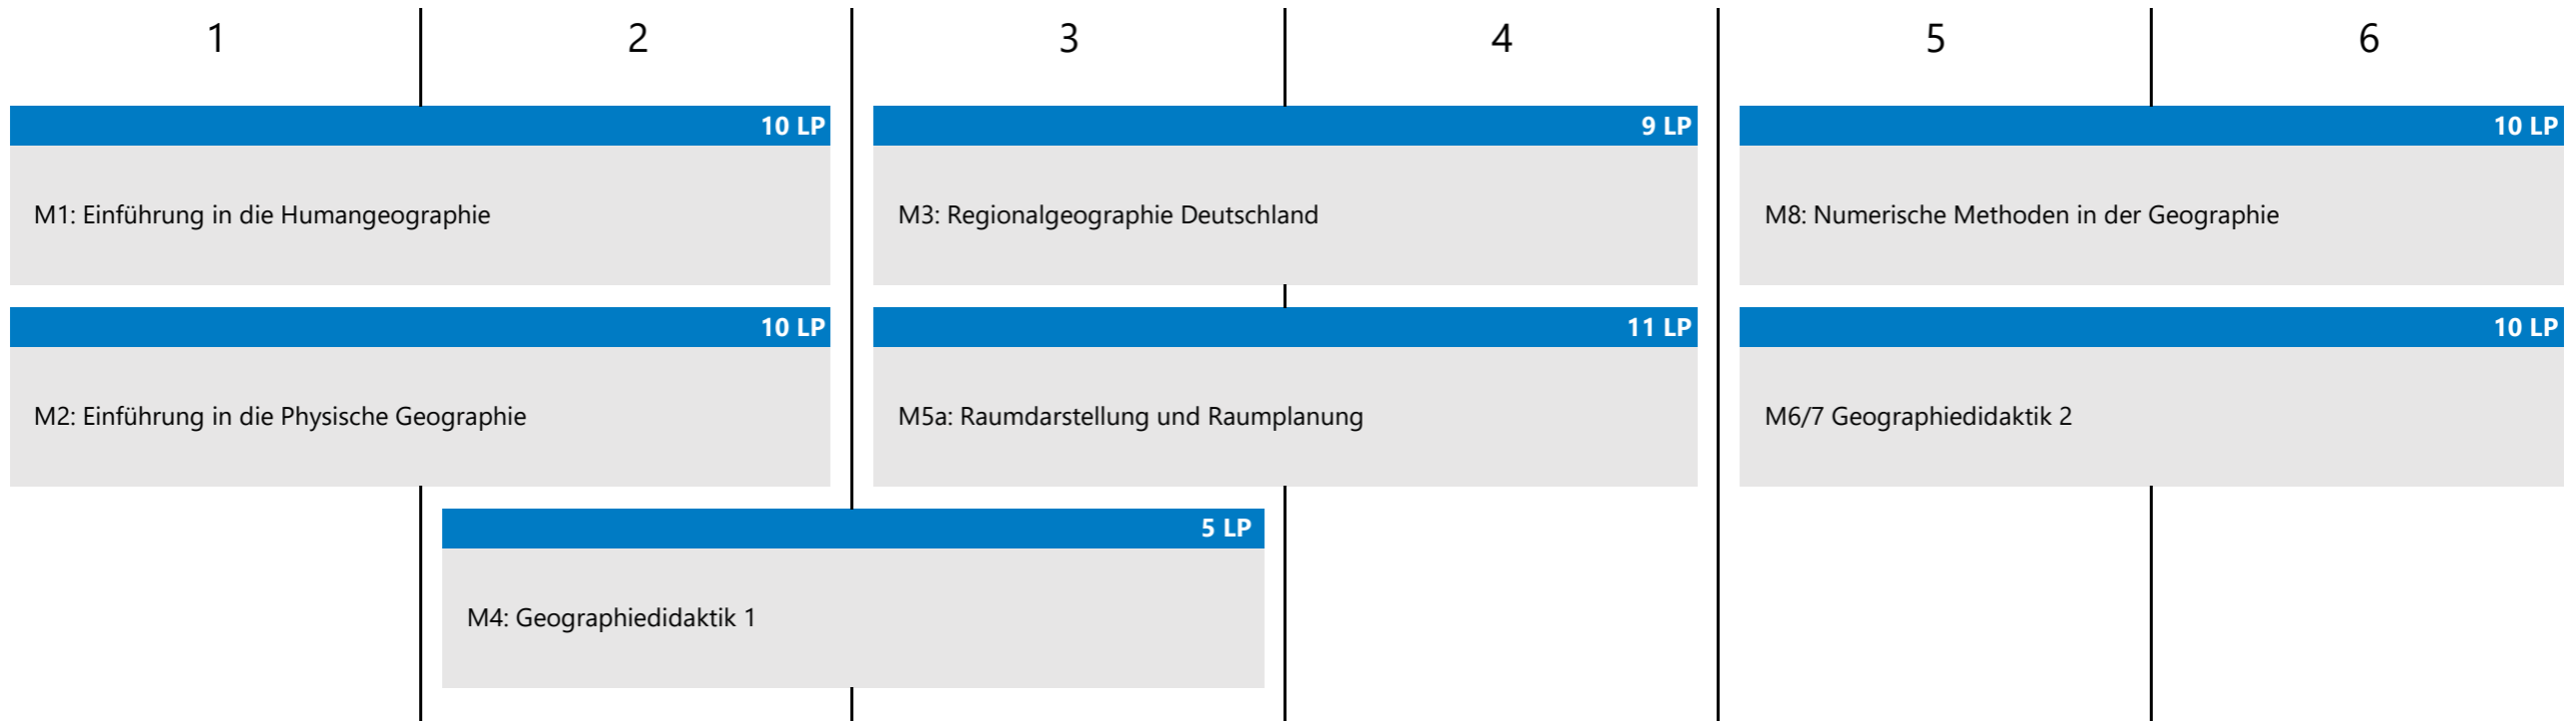 1
2
3
4
5
6
10 LP
9 LP
10 LP
M1: Einführung in die Humangeographie
M3: Regionalgeographie Deutschland
M8: Numerische Methoden in der Geographie
10 LP
11 LP
10 LP
M2: Einführung in die Physische Geographie
M5a: Raumdarstellung und Raumplanung
M6/7 Geographiedidaktik 2
5 LP
M4: Geographiedidaktik 1